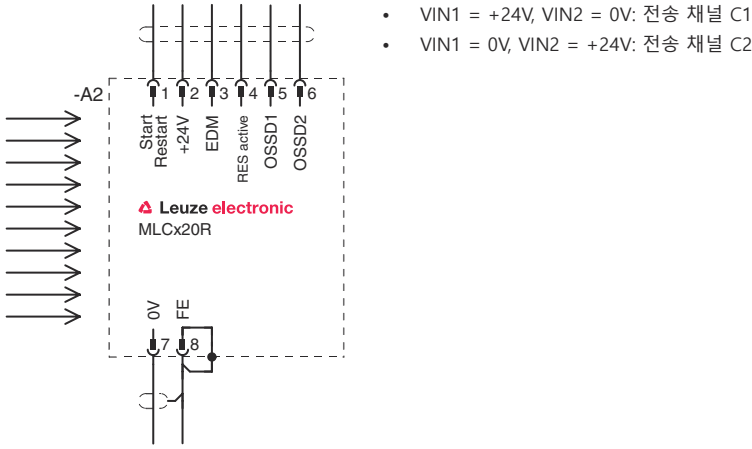 • VIN1 = +24V, VIN2 = 0V: 전송 채널 C1
• VIN1 = 0V, VIN2 = +24V: 전송 채널 C2
-A2
1 2 3 4 5 6
Start
Restart
+24V
EDM
RES active
OSSD1
OSSD2
Leuze electronic
MLCx20R
0V
FE
7 8